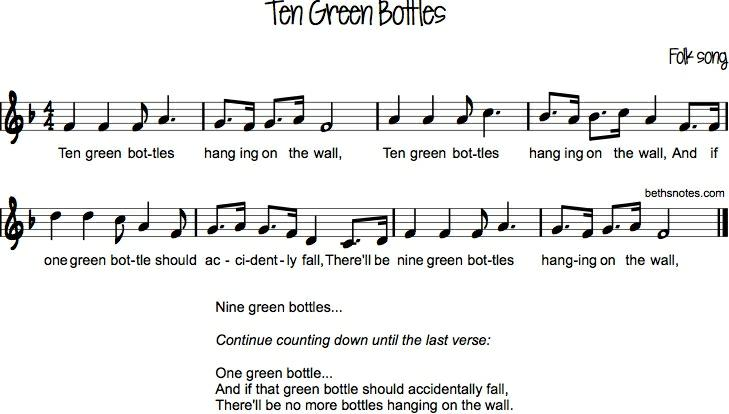 Ten Green Bottles
Folk song
4
4
Ten green bot-tles hang ing on the wall, Ten green bot-tles hang ing on the wall, And if
bethsnotes.com
one green bot-tle should ac - ci-dent-ly fall, There'll be nine green bot-tles hang-ing on the wall,
Nine green bottles...
Continue counting down until the last verse:
One green bottle...
And if that green bottle should accidentally fall,
There'll be no more bottles hanging on the wall.